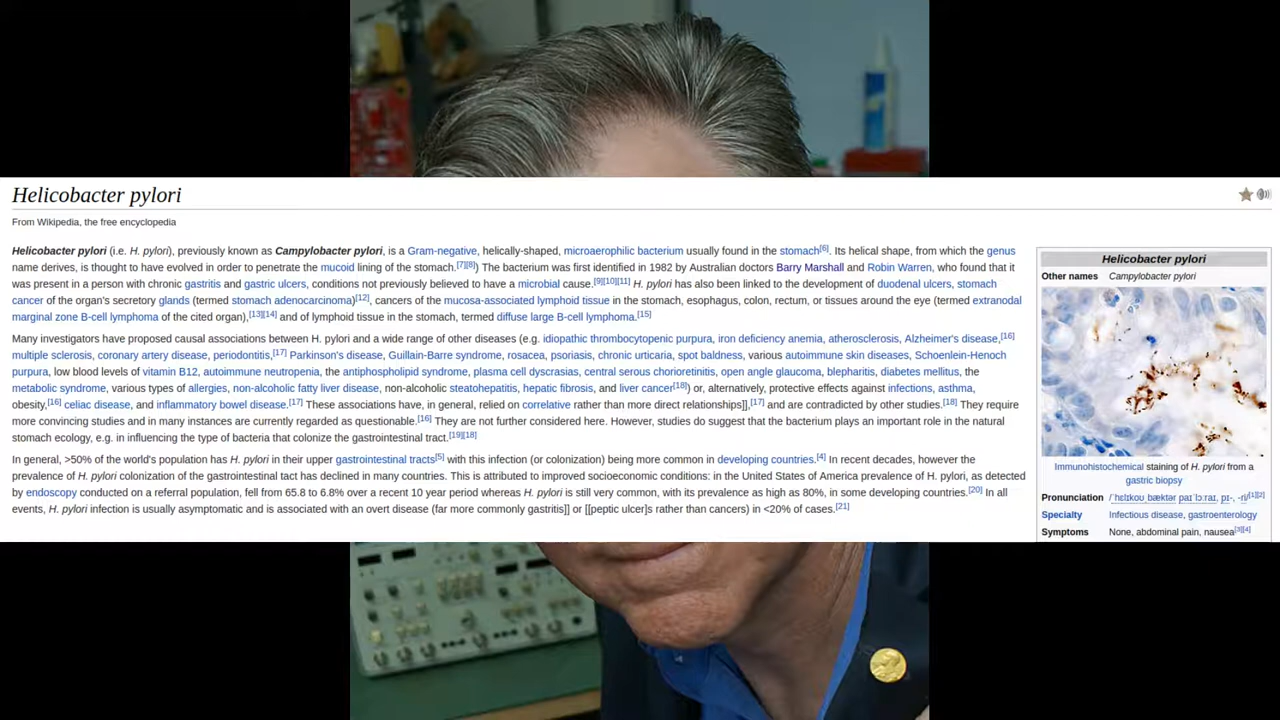 Helicobacter pylori
From Wikipedia, the free encyclopedia
Helicobacter pylori (i.e. H. pylori), previously known as Campylobacter pylori, is a Gram-negative, helically-shaped, microaerophilic bacterium usually found in the stomach[6]. Its helical shape, from which the genus
name derives, is thought to have evolved in order to penetrate the mucoid lining of the stomach.[7][8]) The bacterium was first identified in 1982 by Australian doctors Barry Marshall and Robin Warren, who found that it
was present in a person with chronic gastritis and gastric ulcers, conditions not previously believed to have a microbial cause.[9][10][11] H. pylori has also been linked to the development of duodenal ulcers, stomach
cancer of the organ's secretory glands (termed stomach adenocarcinoma)[12], cancers of the mucosa-associated lymphoid tissue in the stomach, esophagus, colon, rectum, or tissues around the eye (termed extranodal
marginal zone B-cell lymphoma of the cited organ),[13][14] and of lymphoid tissue in the stomach, termed diffuse large B-cell lymphoma.[15]
Many investigators have proposed causal associations between H. pylori and a wide range of other diseases (e.g. idiopathic thrombocytopenic purpura, iron deficiency anemia, atherosclerosis, Alzheimer's disease,[16]
multiple sclerosis, coronary artery disease, periodontitis,[17] Parkinson's disease, Guillain-Barre syndrome, rosacea, psoriasis, chronic urticaria, spot baldness, various autoimmune skin diseases, Schoenlein-Henoch
purpura, low blood levels of vitamin B12, autoimmune neutropenia, the antiphospholipid syndrome, plasma cell dyscrasias, central serous chorioretinitis, open angle glaucoma, blepharitis, diabetes mellitus, the
metabolic syndrome, various types of allergies, non-alcoholic fatty liver disease, non-alcoholic steatohepatitis, hepatic fibrosis, and liver cancer[18]) or, alternatively, protective effects against infections, asthma,
obesity,[16] celiac disease, and inflammatory bowel disease.[17] These associations have, in general, relied on correlative rather than more direct relationships]],[17] and are contradicted by other studies.[18] They require
more convincing studies and in many instances are currently regarded as questionable.[16] They are not further considered here. However, studies do suggest that the bacterium plays an important role in the natural
stomach ecology, e.g. in influencing the type of bacteria that colonize the gastrointestinal tract.[19][18]
In general, >50% of the world's population has H. pylori in their upper gastrointestinal tracts[5] with this infection (or colonization) being more common in developing countries.[4] In recent decades, however the
prevalence of H. pylori colonization of the gastrointestinal tact has declined in many countries. This is attributed to improved socioeconomic conditions: in the United States of America prevalence of H. pylori, as detected
by endoscopy conducted on a referral population, fell from 65.8 to 6.8% over a recent 10 year period whereas H. pylori is still very common, with its prevalence as high as 80%, in some developing countries.[20] In all
events, H. pylori infection is usually asymptomatic and is associated with an overt disease (far more commonly gastritis]] or [[peptic ulcer]s rather than cancers) in <20% of cases.[21]
Helicobacter pylori
Other names Campylobacter pylori
Immunohistochemical staining of H. pylori from a
gastric biopsy
Pronunciation /ˈhɛlɪkoʊˌbæktər paɪˈlɔːraɪ, pɪ-, -ri/[1][2]
Specialty Infectious disease, gastroenterology
Symptoms None, abdominal pain, nausea[3][4]